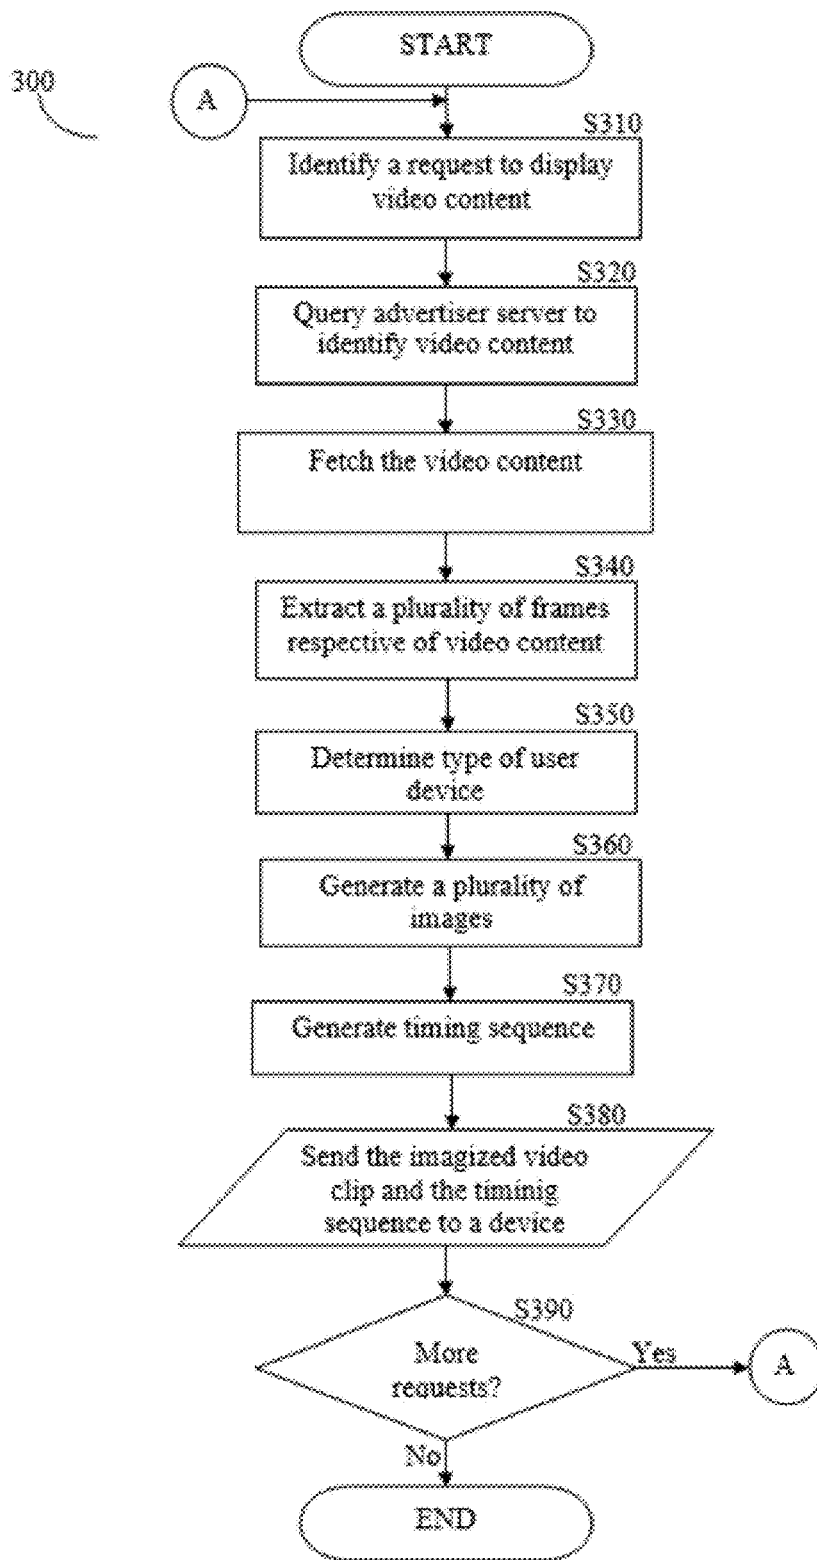 START
300
A
S310
Identify a request to display
video content
S320
Query advertiser server to
identify video content
S330
Fetch the video content
S340
Extract a plurality of frames
respective of video content
S350
Determine type of user
device
S360
Generate a plurality of
images
S370
Generate timing sequence
S380
Send the imagized video
clip and the timinig
sequence to a device
S390
More
requests?
Yes
A
No
END